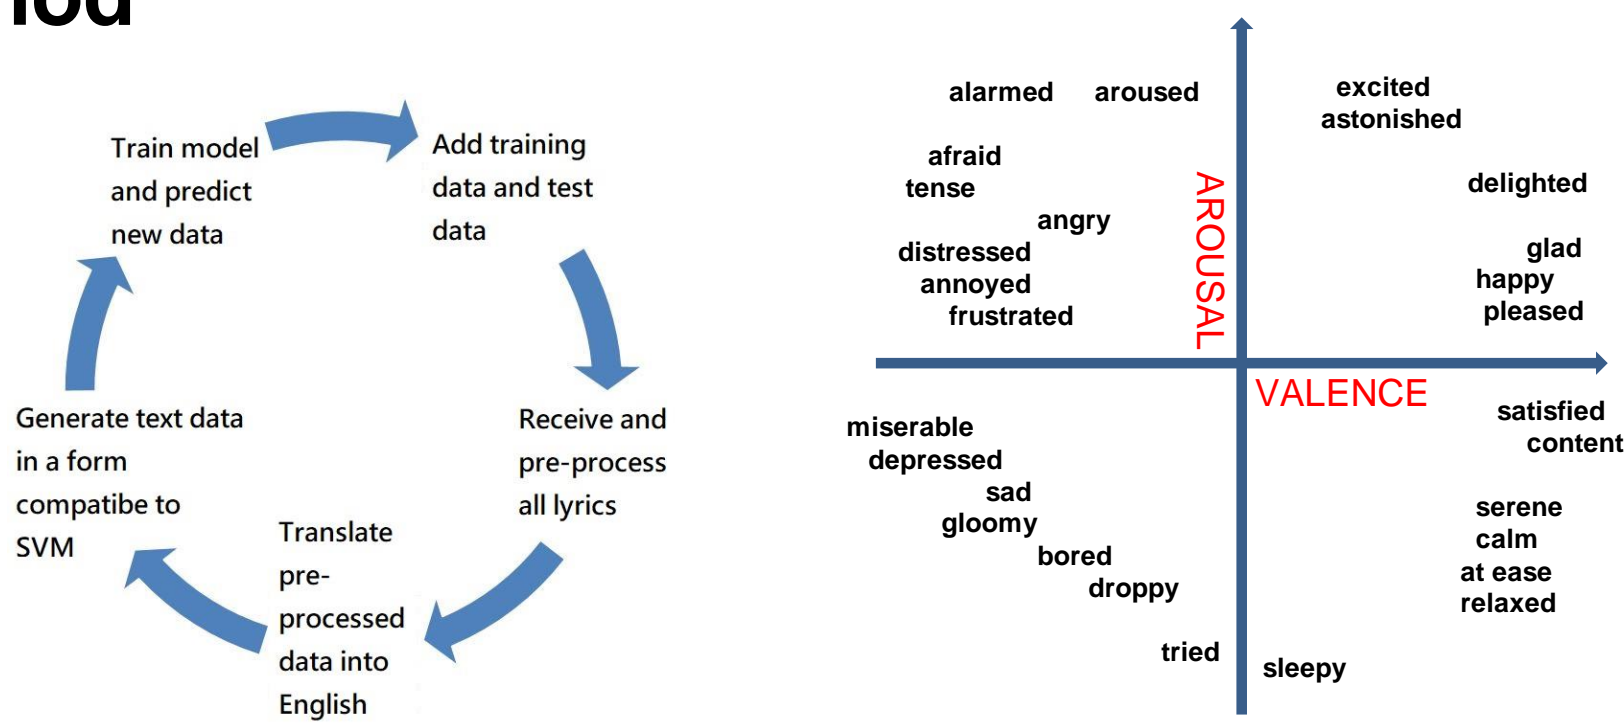 Train model
and predict
new data
Add training
data and test
data
Receive and
pre-process
all lyrics
Translate
pre-
processed
data into
English
Generate text data
in a form
compatibe to
SVM
alarmed aroused
excited
astonished
afraid
tense
delighted
angry
distressed
annoyed
frustrated
glad
happy
pleased
AROUSAL
VALENCE
miserable
depressed
sad
gloomy
bored
droppy
tried
sleepy
satisfied
content
serene
calm
at ease
relaxed